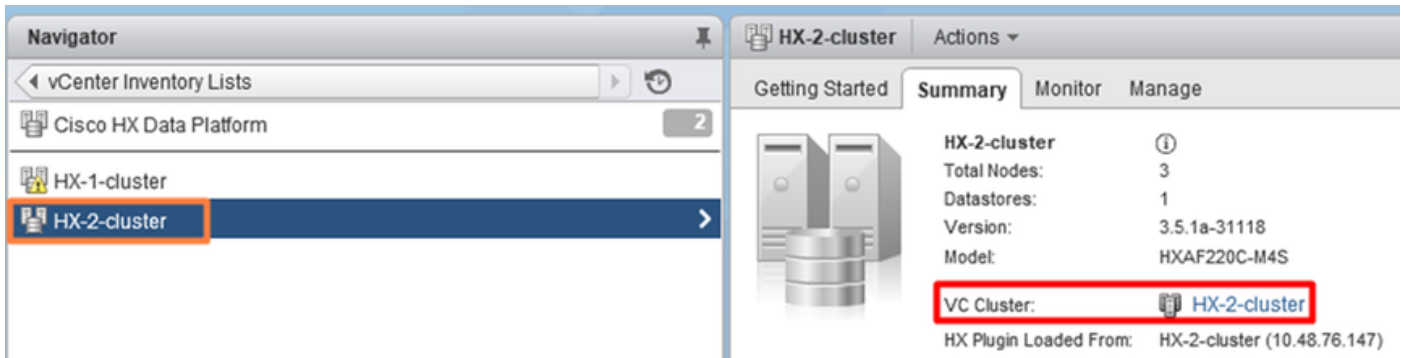 Navigator
vCenter Inventory Lists
Cisco HX Data Platform 2
HX-1-cluster
HX-2-cluster
HX-2-cluster Actions
Getting Started Summary Monitor Manage
HX-2-cluster
Total Nodes: 3
Datastores: 1
Version: 3.5.1a-31118
Model: HXAF220C-M4S
VC Cluster: HX-2-cluster
HX Plugin Loaded From: HX-2-cluster (10.48.76.147)